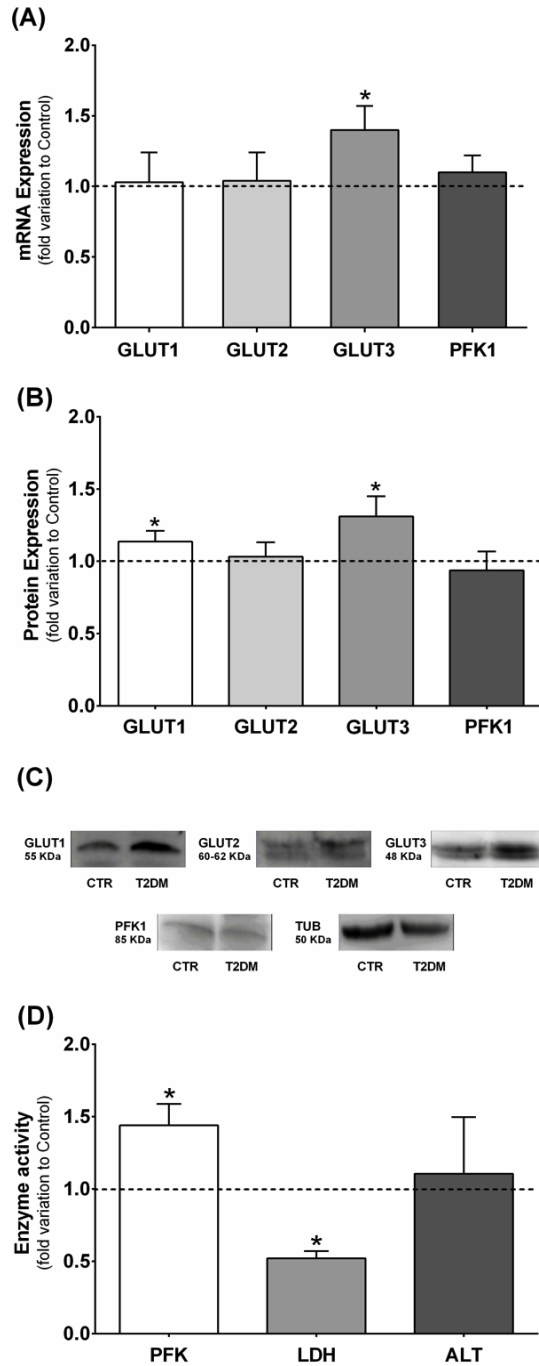 (A)
mRNA Expression
(fold variation to Control)
2.0
1.5
1.0
0.5
0.0
*
GLUT1 GLUT2 GLUT3 PFK1
(B)
Protein Expression
(fold variation to Control)
2.0
1.5
1.0
0.5
0.0
* *
GLUT1 GLUT2 GLUT3 PFK1
(C)
GLUT1
55 KDa
CTR T2DM
GLUT2
60-62 KDa
CTR T2DM
GLUT3
48 KDa
CTR T2DM
PFK1
85 KDa
CTR T2DM
TUB
50 KDa
CTR T2DM
(D)
Enzyme activity
(fold variation to Control)
2.0
1.5
1.0
0.5
0.0
* *
PFK LDH ALT